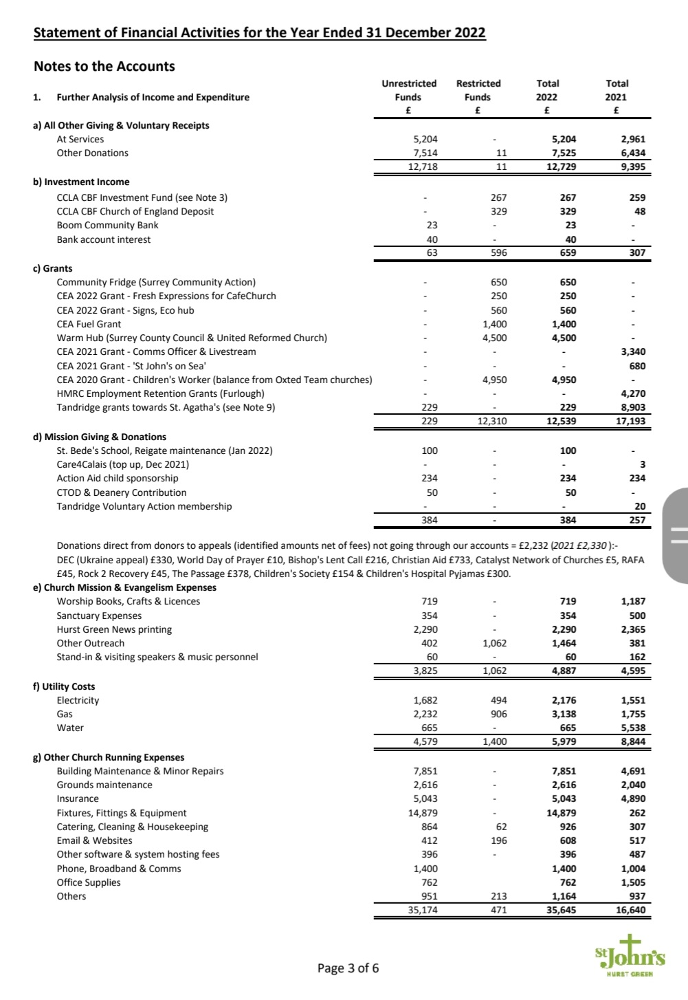 Statement of Financial Activities for the Year Ended 31 December 2022
Notes to the Accounts
Unrestricted Restricted Total Total
1. Further Analysis of Income and Expenditure Funds Funds 2022 2021
£ £ £ £
a) All Other Giving & Voluntary Receipts
At Services 5,204 - 5,204 2,961
Other Donations 7,514 11 7,525 6,434
12,718 11 12,729 9,395
b) Investment Income
CCLA CBF Investment Fund (see Note 3) - 267 267 259
CCLA CBF Church of England Deposit - 329 329 48
Boom Community Bank 23 - 23 -
Bank account interest 40 - 40 -
63 596 659 307
c) Grants
Community Fridge (Surrey Community Action) - 650 650 -
CEA 2022 Grant - Fresh Expressions for CafeChurch - 250 250 -
CEA 2022 Grant - Signs, Eco hub - 560 560 -
CEA Fuel Grant - 1,400 1,400 -
Warm Hub (Surrey County Council & United Reformed Church) - 4,500 4,500 -
CEA 2021 Grant - Comms Officer & Livestream - - - 3,340
CEA 2021 Grant - 'St John's on Sea' - - - 680
CEA 2020 Grant - Children's Worker (balance from Oxted Team churches) - 4,950 4,950 -
HMRC Employment Retention Grants (Furlough) - - - 4,270
Tandridge grants towards St. Agatha's (see Note 9) 229 - 229 8,903
229 12,310 12,539 17,193
d) Mission Giving & Donations
St. Bede's School, Reigate maintenance (Jan 2022) 100 - 100 -
Care4Calais (top up, Dec 2021) - - - 3
Action Aid child sponsorship 234 - 234 234
CTOD & Deanery Contribution 50 - 50 -
Tandridge Voluntary Action membership - - - 20
384 - 384 257
Donations direct from donors to appeals (identified amounts net of fees) not going through our accounts = £2,232 (2021 £2,330 ):-
DEC (Ukraine appeal) £330, World Day of Prayer £10, Bishop's Lent Call £216, Christian Aid £733, Catalyst Network of Churches £5, RAFA
£45, Rock 2 Recovery £45, The Passage £378, Children's Society £154 & Children's Hospital Pyjamas £300.
e) Church Mission & Evangelism Expenses
Worship Books, Crafts & Licences 719 - 719 1,187
Sanctuary Expenses 354 - 354 500
Hurst Green News printing 2,290 - 2,290 2,365
Other Outreach 402 1,062 1,464 381
Stand-in & visiting speakers & music personnel 60 - 60 162
3,825 1,062 4,887 4,595
f) Utility Costs
Electricity 1,682 494 2,176 1,551
Gas 2,232 906 3,138 1,755
Water 665 - 665 5,538
4,579 1,400 5,979 8,844
g) Other Church Running Expenses
Building Maintenance & Minor Repairs 7,851 - 7,851 4,691
Grounds maintenance 2,616 - 2,616 2,040
Insurance 5,043 - 5,043 4,890
Fixtures, Fittings & Equipment 14,879 - 14,879 262
Catering, Cleaning & Housekeeping 864 62 926 307
Email & Websites 412 196 608 517
Other software & system hosting fees 396 - 396 487
Phone, Broadband & Comms 1,400 1,400 1,004
Office Supplies 762 762 1,505
Others 951 213 1,164 937
35,174 471 35,645 16,640
St John's
HURST GREEN
Page 3 of 6